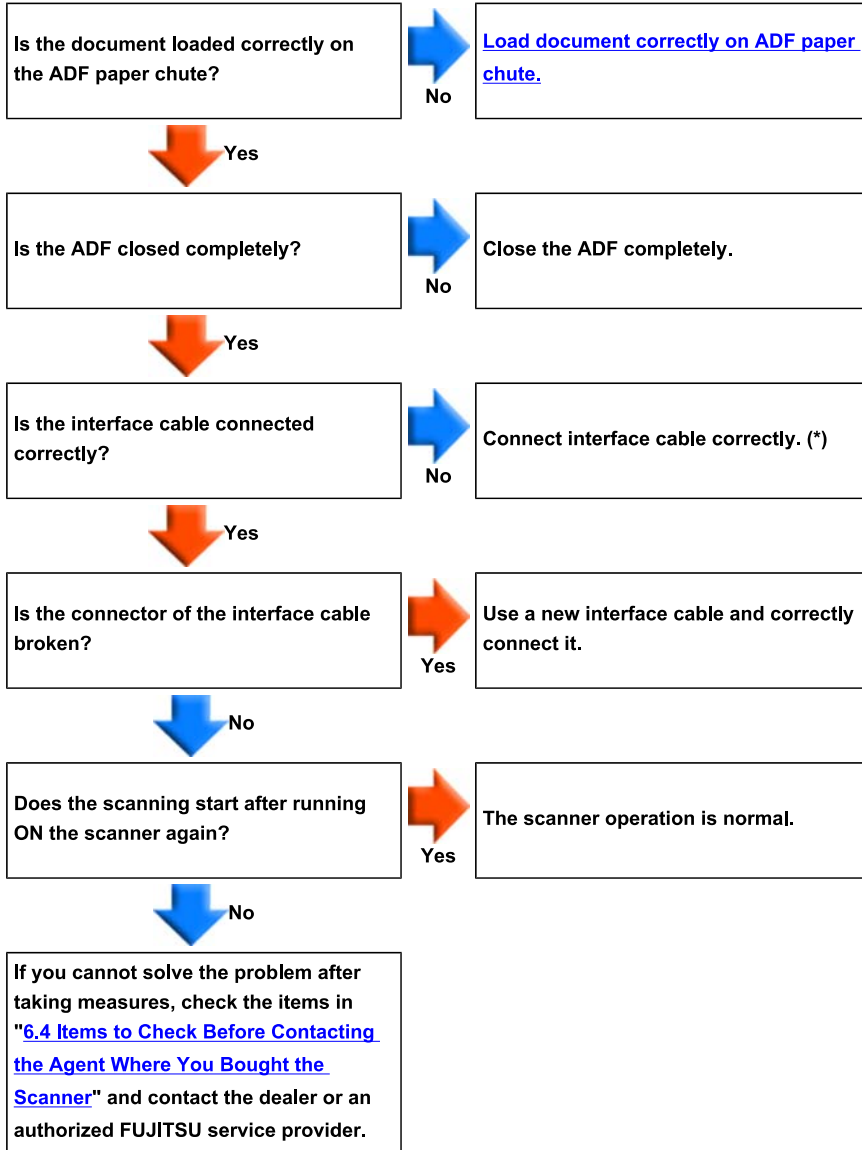 Is the document loaded correctly on
the ADF paper chute?
No
Load document correctly on ADF paper
chute.
Yes
Is the ADF closed completely?
No
Close the ADF completely.
Yes
Is the interface cable connected
correctly?
No
Connect interface cable correctly. (*)
Yes
Is the connector of the interface cable
broken?
Yes
Use a new interface cable and correctly
connect it.
No
Does the scanning start after running
ON the scanner again?
Yes
The scanner operation is normal.
No
If you cannot solve the problem after
taking measures, check the items in
"6.4 Items to Check Before Contacting
the Agent Where You Bought the
Scanner" and contact the dealer or an
authorized FUJITSU service provider.